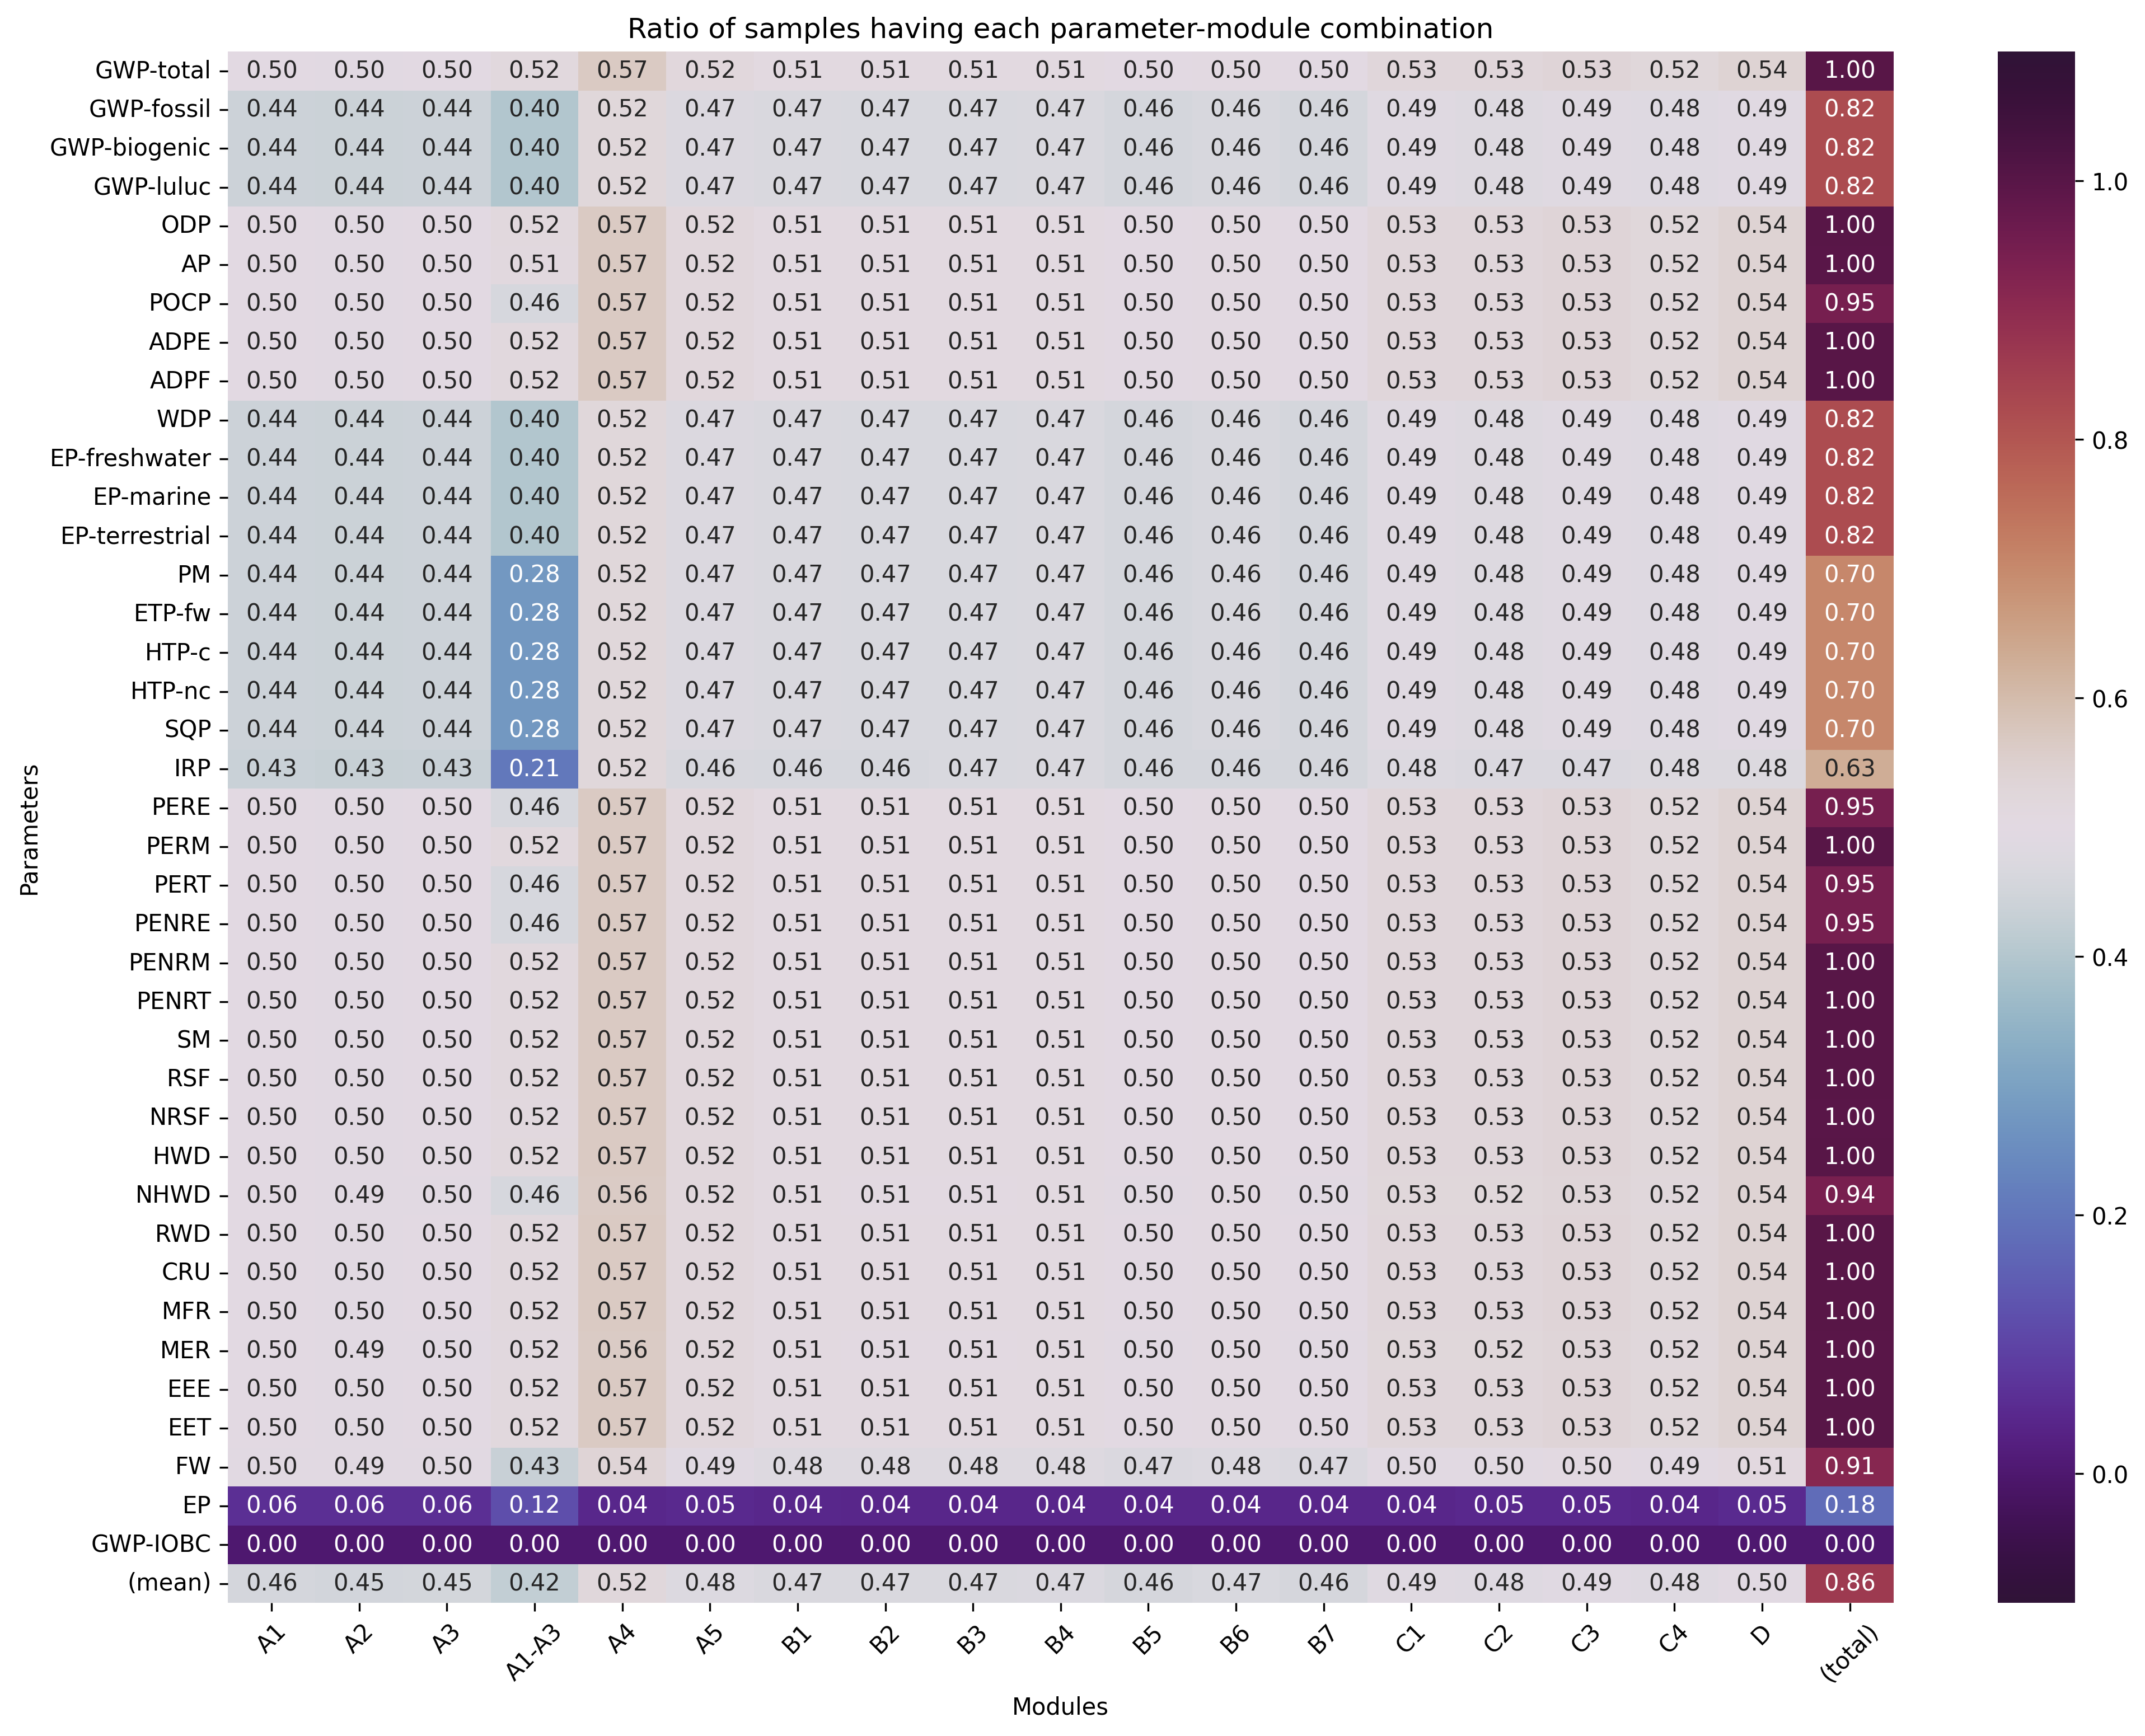 Ratio of samples having each parameter-module combination
GWP-total 0.50 0.50 0.50 0.52 0.57 0.52 0.51 0.51 0.51 0.51 0.50 0.50 0.50 0.53 0.53 0.53 0.52 0.54 1.00
GWP-fossil 0.44 0.44 0.44 0.40 0.52 0.47 0.47 0.47 0.47 0.47 0.46 0.46 0.46 0.49 0.48 0.49 0.48 0.49 0.82
GWP-biogenic 0.44 0.44 0.44 0.40 0.52 0.47 0.47 0.47 0.47 0.47 0.46 0.46 0.46 0.49 0.48 0.49 0.48 0.49 0.82
GWP-luluc 0.44 0.44 0.44 0.40 0.52 0.47 0.47 0.47 0.47 0.47 0.46 0.46 0.46 0.49 0.48 0.49 0.48 0.49 0.82
ODP 0.50 0.50 0.50 0.52 0.57 0.52 0.51 0.51 0.51 0.51 0.50 0.50 0.50 0.53 0.53 0.53 0.52 0.54 1.00
AP 0.50 0.50 0.50 0.51 0.57 0.52 0.51 0.51 0.51 0.51 0.50 0.50 0.50 0.53 0.53 0.53 0.52 0.54 1.00
POCP 0.50 0.50 0.50 0.46 0.57 0.52 0.51 0.51 0.51 0.51 0.50 0.50 0.50 0.53 0.53 0.53 0.52 0.54 0.95
ADPE 0.50 0.50 0.50 0.52 0.57 0.52 0.51 0.51 0.51 0.51 0.50 0.50 0.50 0.53 0.53 0.53 0.52 0.54 1.00
ADPF 0.50 0.50 0.50 0.52 0.57 0.52 0.51 0.51 0.51 0.51 0.50 0.50 0.50 0.53 0.53 0.53 0.52 0.54 1.00
WDP 0.44 0.44 0.44 0.40 0.52 0.47 0.47 0.47 0.47 0.47 0.46 0.46 0.46 0.49 0.48 0.49 0.48 0.49 0.82
EP-freshwater 0.44 0.44 0.44 0.40 0.52 0.47 0.47 0.47 0.47 0.47 0.46 0.46 0.46 0.49 0.48 0.49 0.48 0.49 0.82
EP-marine 0.44 0.44 0.44 0.40 0.52 0.47 0.47 0.47 0.47 0.47 0.46 0.46 0.46 0.49 0.48 0.49 0.48 0.49 0.82
EP-terrestrial 0.44 0.44 0.44 0.40 0.52 0.47 0.47 0.47 0.47 0.47 0.46 0.46 0.46 0.49 0.48 0.49 0.48 0.49 0.82
PM 0.44 0.44 0.44 0.28 0.52 0.47 0.47 0.47 0.47 0.47 0.46 0.46 0.46 0.49 0.48 0.49 0.48 0.49 0.70
ETP-fw 0.44 0.44 0.44 0.28 0.52 0.47 0.47 0.47 0.47 0.47 0.46 0.46 0.46 0.49 0.48 0.49 0.48 0.49 0.70
HTP-c 0.44 0.44 0.44 0.28 0.52 0.47 0.47 0.47 0.47 0.47 0.46 0.46 0.46 0.49 0.48 0.49 0.48 0.49 0.70
HTP-nc 0.44 0.44 0.44 0.28 0.52 0.47 0.47 0.47 0.47 0.47 0.46 0.46 0.46 0.49 0.48 0.49 0.48 0.49 0.70
SQP 0.44 0.44 0.44 0.28 0.52 0.47 0.47 0.47 0.47 0.47 0.46 0.46 0.46 0.49 0.48 0.49 0.48 0.49 0.70
IRP 0.43 0.43 0.43 0.21 0.52 0.46 0.46 0.46 0.47 0.47 0.46 0.46 0.46 0.48 0.47 0.47 0.48 0.48 0.63
PERE 0.50 0.50 0.50 0.46 0.57 0.52 0.51 0.51 0.51 0.51 0.50 0.50 0.50 0.53 0.53 0.53 0.52 0.54 0.95
PERM 0.50 0.50 0.50 0.52 0.57 0.52 0.51 0.51 0.51 0.51 0.50 0.50 0.50 0.53 0.53 0.53 0.52 0.54 1.00
PERT 0.50 0.50 0.50 0.46 0.57 0.52 0.51 0.51 0.51 0.51 0.50 0.50 0.50 0.53 0.53 0.53 0.52 0.54 0.95
PENRE 0.50 0.50 0.50 0.46 0.57 0.52 0.51 0.51 0.51 0.51 0.50 0.50 0.50 0.53 0.53 0.53 0.52 0.54 0.95
PENRM 0.50 0.50 0.50 0.52 0.57 0.52 0.51 0.51 0.51 0.51 0.50 0.50 0.50 0.53 0.53 0.53 0.52 0.54 1.00
PENRT 0.50 0.50 0.50 0.52 0.57 0.52 0.51 0.51 0.51 0.51 0.50 0.50 0.50 0.53 0.53 0.53 0.52 0.54 1.00
SM 0.50 0.50 0.50 0.52 0.57 0.52 0.51 0.51 0.51 0.51 0.50 0.50 0.50 0.53 0.53 0.53 0.52 0.54 1.00
RSF 0.50 0.50 0.50 0.52 0.57 0.52 0.51 0.51 0.51 0.51 0.50 0.50 0.50 0.53 0.53 0.53 0.52 0.54 1.00
NRSF 0.50 0.50 0.50 0.52 0.57 0.52 0.51 0.51 0.51 0.51 0.50 0.50 0.50 0.53 0.53 0.53 0.52 0.54 1.00
HWD 0.50 0.50 0.50 0.52 0.57 0.52 0.51 0.51 0.51 0.51 0.50 0.50 0.50 0.53 0.53 0.53 0.52 0.54 1.00
NHWD 0.50 0.49 0.50 0.46 0.56 0.52 0.51 0.51 0.51 0.51 0.50 0.50 0.50 0.53 0.52 0.53 0.52 0.54 0.94
RWD 0.50 0.50 0.50 0.52 0.57 0.52 0.51 0.51 0.51 0.51 0.50 0.50 0.50 0.53 0.53 0.53 0.52 0.54 1.00
CRU 0.50 0.50 0.50 0.52 0.57 0.52 0.51 0.51 0.51 0.51 0.50 0.50 0.50 0.53 0.53 0.53 0.52 0.54 1.00
MFR 0.50 0.50 0.50 0.52 0.57 0.52 0.51 0.51 0.51 0.51 0.50 0.50 0.50 0.53 0.53 0.53 0.52 0.54 1.00
MER 0.50 0.49 0.50 0.52 0.56 0.52 0.51 0.51 0.51 0.51 0.50 0.50 0.50 0.53 0.52 0.53 0.52 0.54 1.00
EEE 0.50 0.50 0.50 0.52 0.57 0.52 0.51 0.51 0.51 0.51 0.50 0.50 0.50 0.53 0.53 0.53 0.52 0.54 1.00
EET 0.50 0.50 0.50 0.52 0.57 0.52 0.51 0.51 0.51 0.51 0.50 0.50 0.50 0.53 0.53 0.53 0.52 0.54 1.00
FW 0.50 0.49 0.50 0.43 0.54 0.49 0.48 0.48 0.48 0.48 0.47 0.48 0.47 0.50 0.50 0.50 0.49 0.51 0.91
EP 0.06 0.06 0.06 0.12 0.04 0.05 0.04 0.04 0.04 0.04 0.04 0.04 0.04 0.04 0.05 0.05 0.04 0.05 0.18
GWP-IOBC 0.00 0.00 0.00 0.00 0.00 0.00 0.00 0.00 0.00 0.00 0.00 0.00 0.00 0.00 0.00 0.00 0.00 0.00 0.00
(mean) 0.46 0.45 0.45 0.42 0.52 0.48 0.47 0.47 0.47 0.47 0.46 0.47 0.46 0.49 0.48 0.49 0.48 0.50 0.86
A1 A2 A3 A1-A3 A4 A5 B1 B2 B3 B4 B5 B6 B7 C1 C2 C3 C4 D (total)
Modules
Parameters
1.0
0.8
0.6
0.4
0.2
0.0